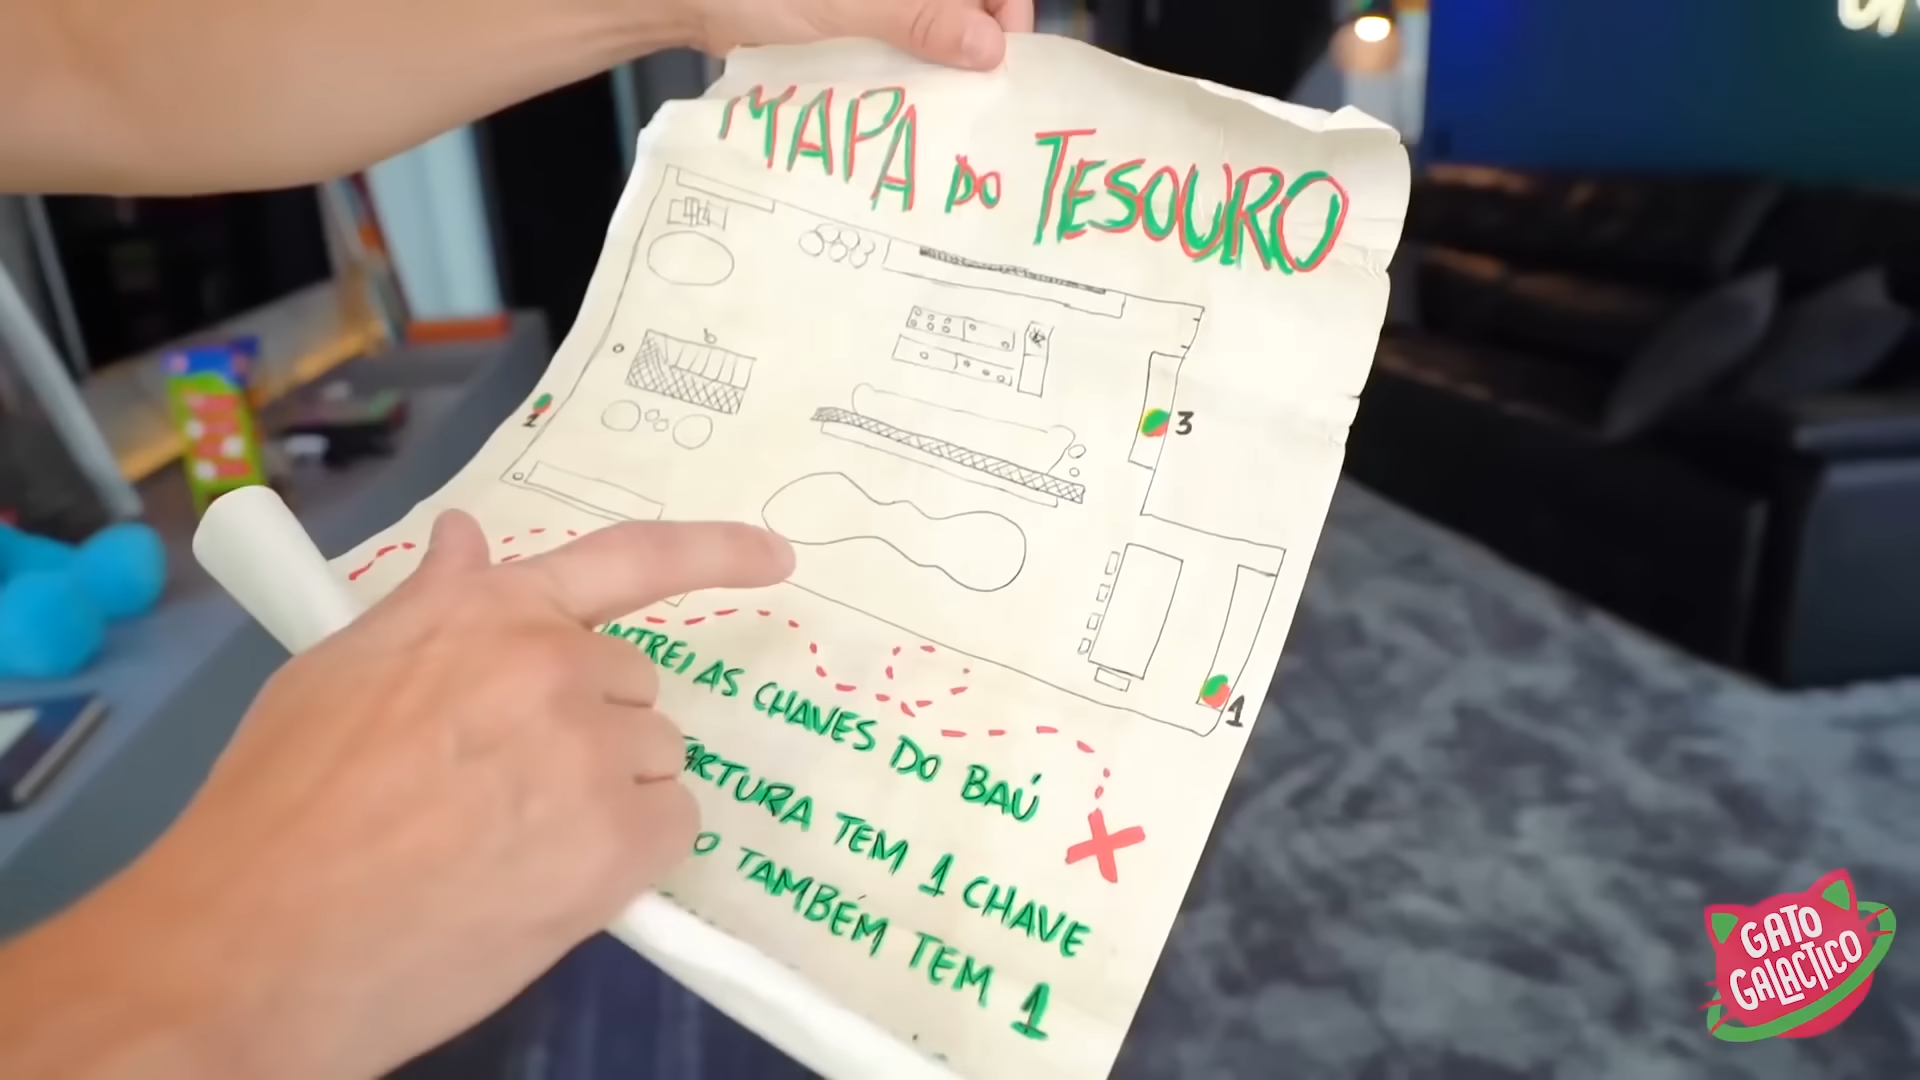 MAPA DO TESOURO
3
2
1
AS CHAVES DO BAÚ
TEM 1 CHAVE
O TAMBÉM TEM 1
GATO
GALACTICO